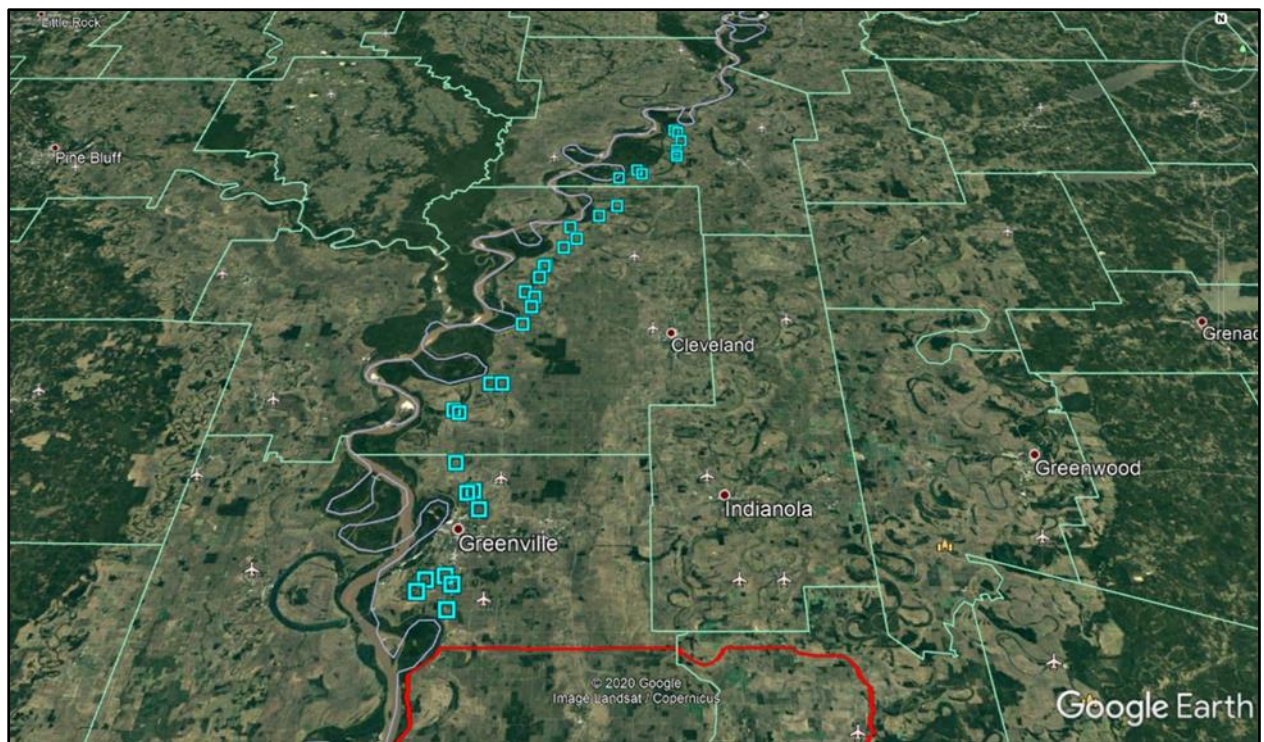 Little Rock
N
Pine Bluff
Cleveland
Grenad
Greenwood
Indianola
Greenville
© 2020 Google
Image Landsat / Copernicus
Google Earth